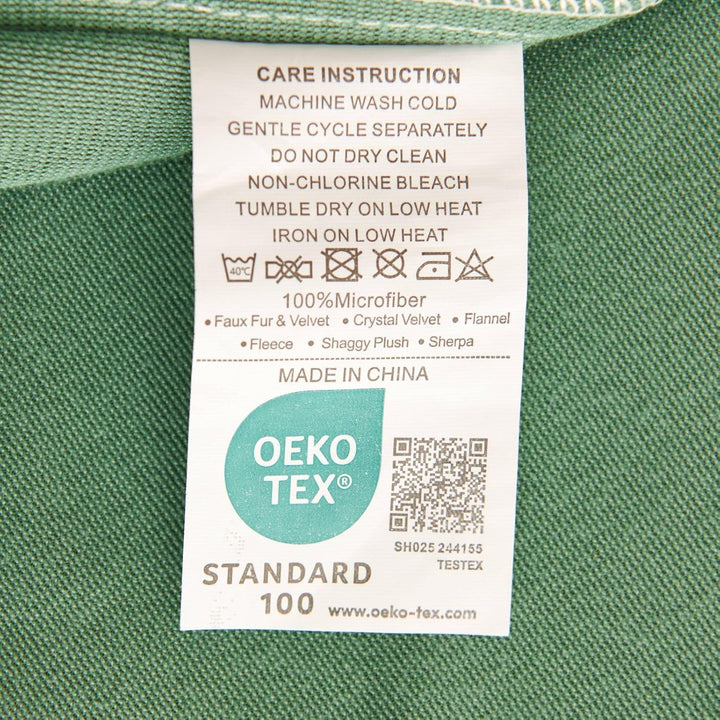 CARE INSTRUCTION
MACHINE WASH COLD
GENTLE CYCLE SEPARATELY
DO NOT DRY CLEAN
NON-CHLORINE BLEACH
TUMBLE DRY ON LOW HEAT
IRON ON LOW HEAT
40℃
100%Microfiber
•Faux Fur & Velvet •Crystal Velvet •Flannel
•Fleece •Shaggy Plush •Sherpa
MADE IN CHINA
OEKO
TEX®
SH025 244155
TESTEX
STANDARD
100 www.oeko-tex.com